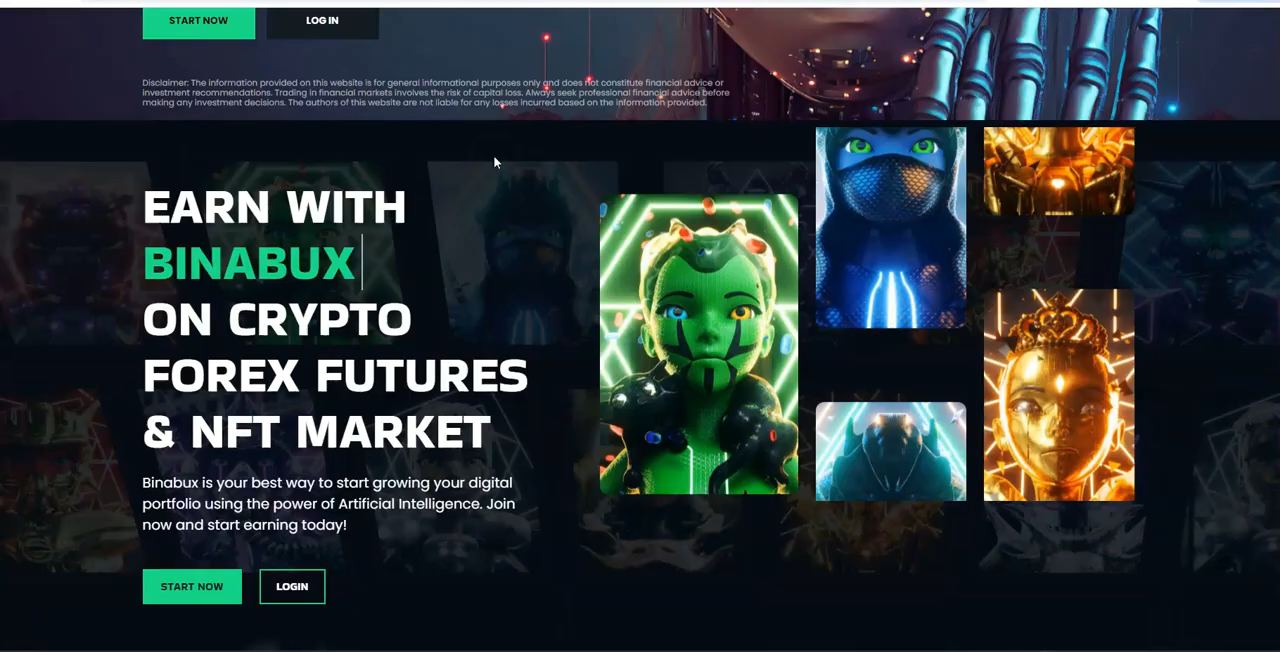 START NOW
LOG IN
Disclaimer: The information provided on this website is for general informational purposes only and does not constitute financial advice or
investment recommendations. Trading in financial markets involves the risk of capital loss. Always seek professional financial advice before
making any investment decisions. The authors of this website are not liable for any losses incurred based on the information provided.
EARN WITH
BINABUX
ON CRYPTO
FOREX FUTURES
& NFT MARKET
Binabux is your best way to start growing your digital
portfolio using the power of Artificial Intelligence. Join
now and start earning today!
START NOW
LOGIN